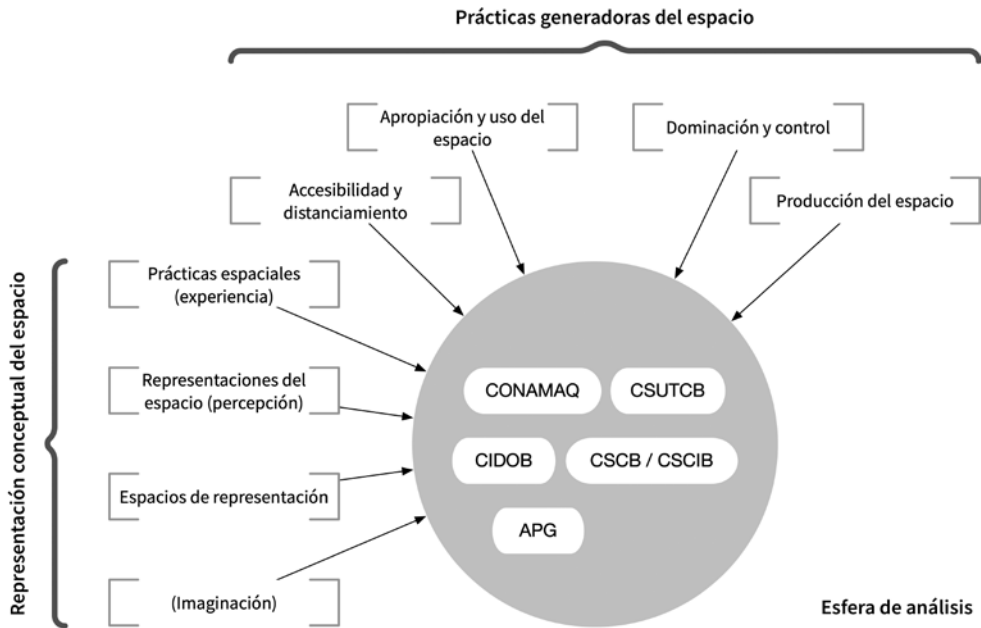 Prácticas generadoras del espacio
Apropiación y uso del
espacio
Dominación y control
Accesibilidad y
distanciamiento
Producción del espacio
Representación conceptual del espacio
Prácticas espaciales
(experiencia)
Representaciones del
espacio (percepción)
Espacios de representación
(Imaginación)
CONAMAQ
CSUTCB
CIDOB
CSCB / CSCIB
APG
Esfera de análisis